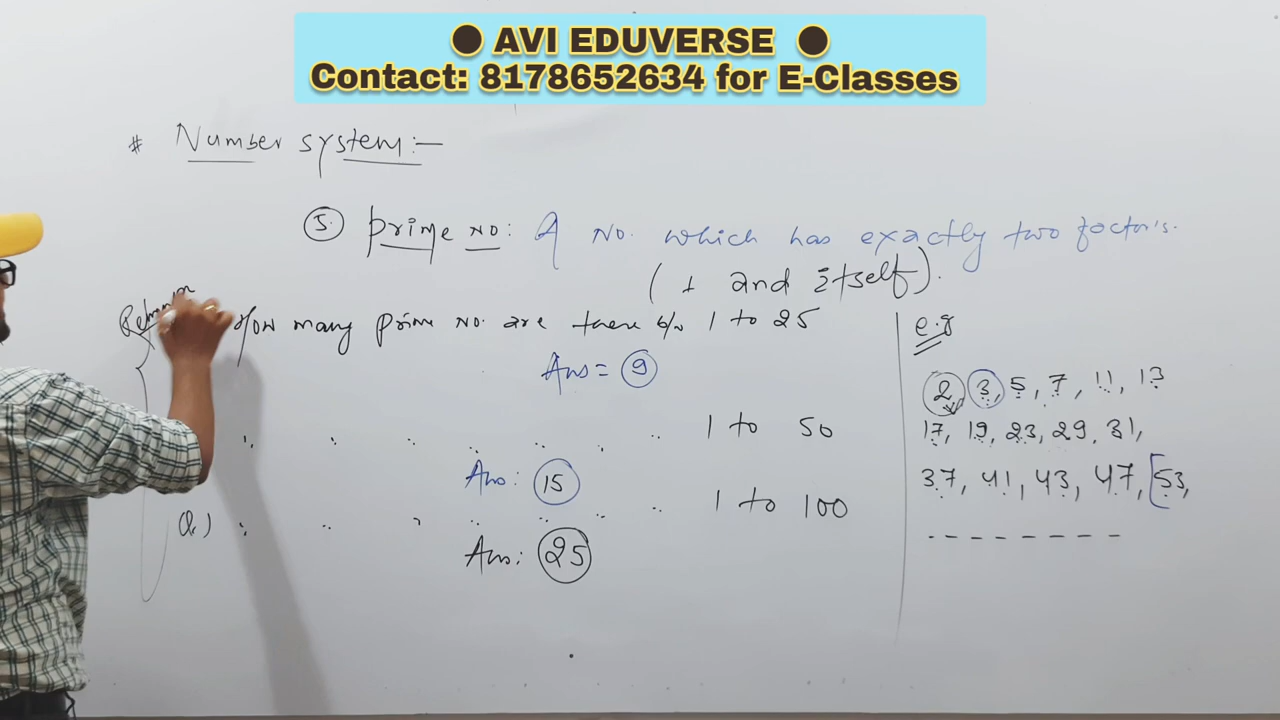 ● AVI EDUVERSE ●
Contact: 8178652634 for E-Classes
# Number system:-
5. prime no: A no. which has exactly two factor's.
( 1 and itself ).
How many prime no. are there b/w 1 to 25
Ans = 9
" " " " " " " 1 to 50
Ans: 15
Q.) " " " " " " " 1 to 100
Ans: 25
e.g
2, 3, 5, 7, 11, 13
17, 19, 23, 29, 31,
37, 41, 43, 47, [53,
- - - - - - - - -